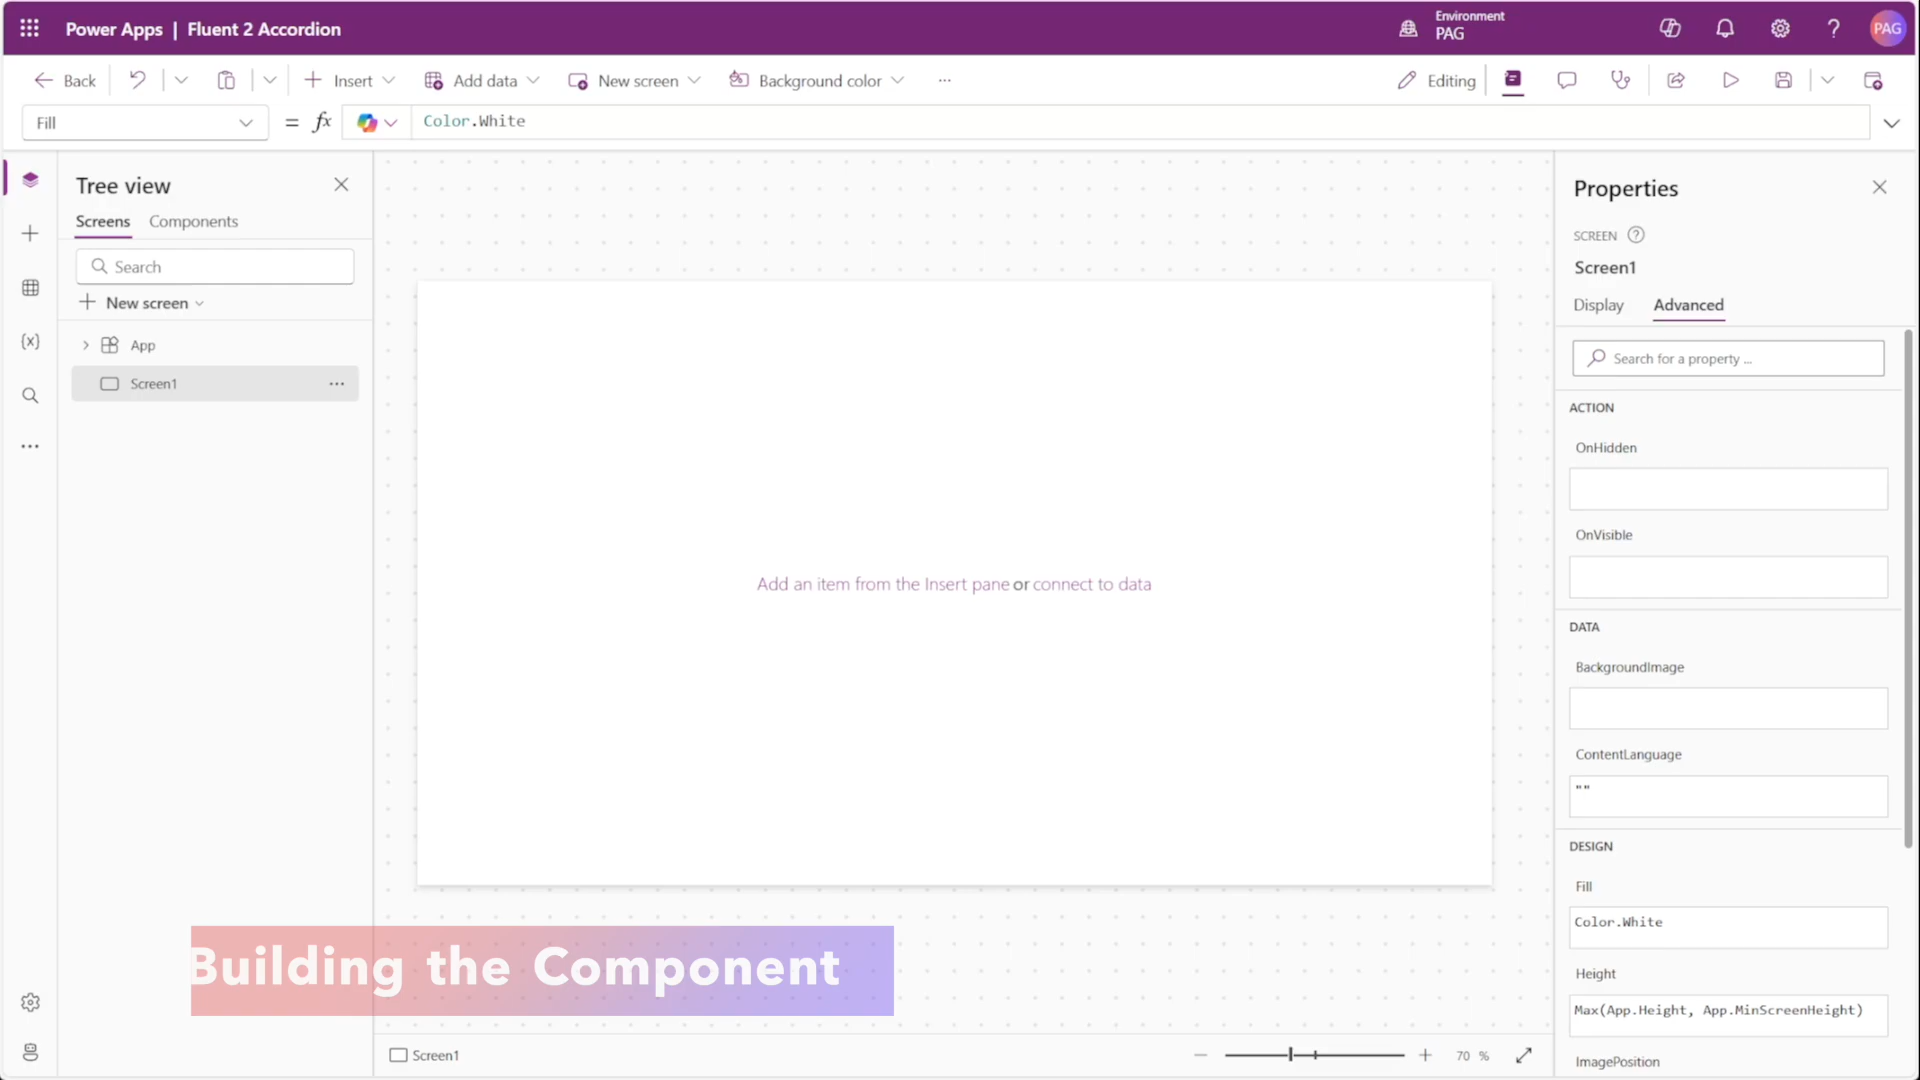 Power Apps | Fluent 2 Accordion
Environment
PAG
PAG
Back
Insert
Add data
New screen
Background color
Editing
Fill
= fx
Color.White
Tree view
Screens
Components
Search
New screen
App
Screen1
Add an item from the Insert pane or connect to data
Building the Component
Screen1
70 %
Properties
SCREEN
Screen1
Display
Advanced
Search for a property ...
ACTION
OnHidden
OnVisible
DATA
BackgroundImage
ContentLanguage
""
DESIGN
Fill
Color.White
Height
Max(App.Height, App.MinScreenHeight)
ImagePosition